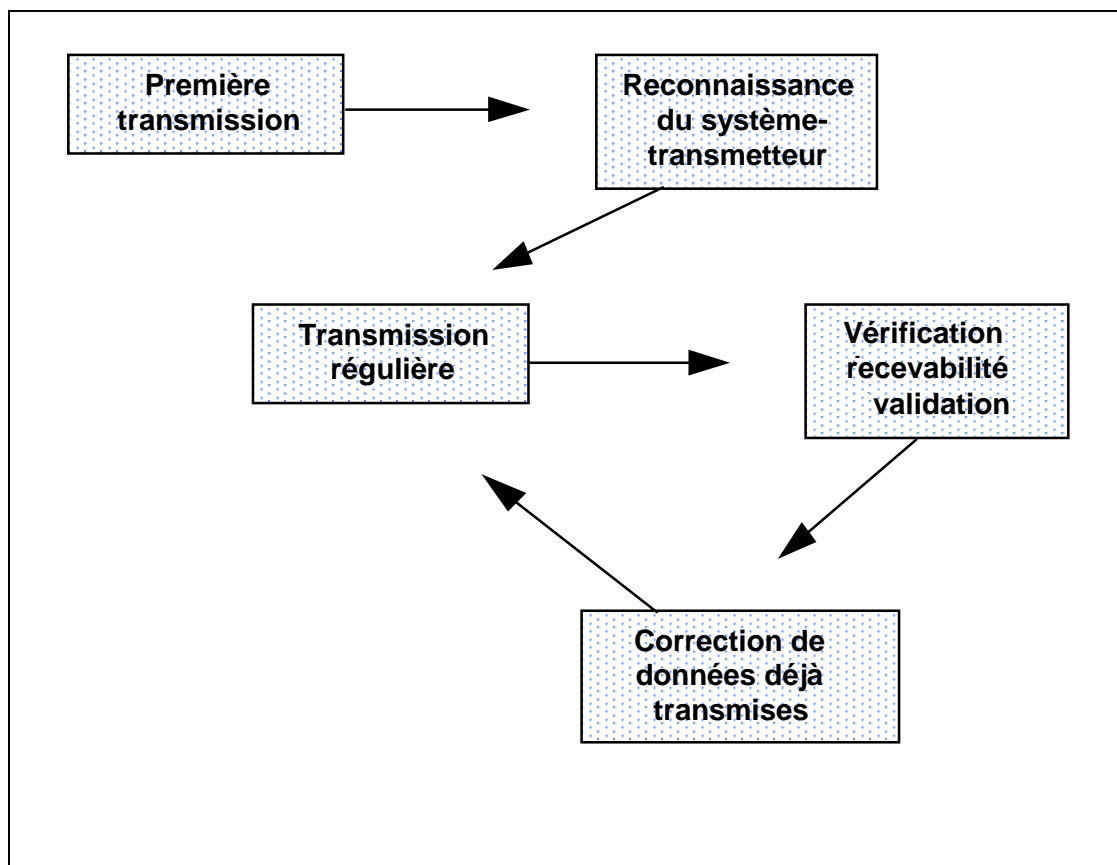 Première
transmission
Reconnaissance
du système-
transmetteur
Transmission
régulière
Vérification
recevabilité
validation
Correction de
données déjà
transmises